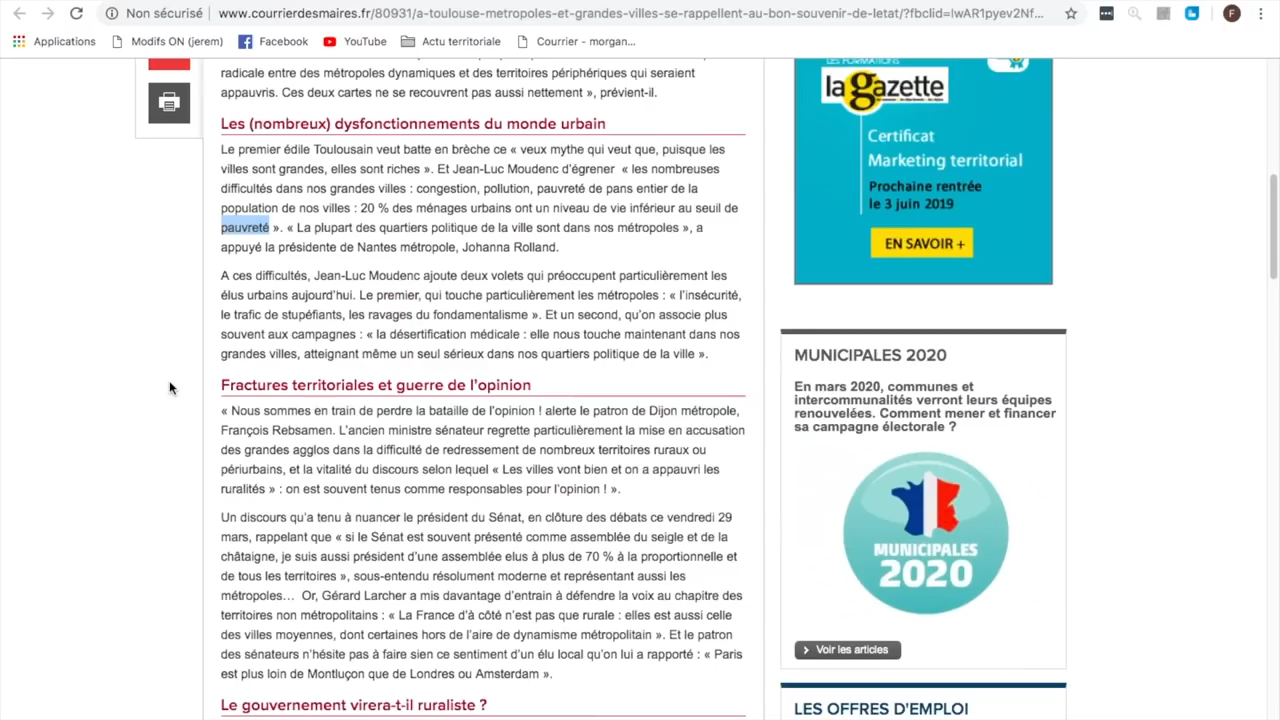 Non sécurisé
www.courrierdesmaires.fr/80931/a-toulouse-metropoles-et-grandes-villes-se-rappellent-au-bon-souvenir-de-letat/?fbclid=IwAR1pyev2Nf...
F
Applications
Modifs ON (jerem)
Facebook
YouTube
Actu territoriale
Courrier - morgan...
radicale entre des métropoles dynamiques et des territoires périphériques qui seraient
appauvris. Ces deux cartes ne se recouvrent pas aussi nettement », prévient-il.
Les (nombreux) dysfonctionnements du monde urbain
Le premier édile Toulousain veut batte en brèche ce « veux mythe qui veut que, puisque les
villes sont grandes, elles sont riches ». Et Jean-Luc Moudenc d'égrener « les nombreuses
difficultés dans nos grandes villes : congestion, pollution, pauvreté de pans entier de la
population de nos villes : 20 % des ménages urbains ont un niveau de vie inférieur au seuil de
pauvreté ». « La plupart des quartiers politique de la ville sont dans nos métropoles », a
appuyé la présidente de Nantes métropole, Johanna Rolland.
A ces difficultés, Jean-Luc Moudenc ajoute deux volets qui préoccupent particulièrement les
élus urbains aujourd'hui. Le premier, qui touche particulièrement les métropoles : « l'insécurité,
le trafic de stupéfiants, les ravages du fondamentalisme ». Et un second, qu'on associe plus
souvent aux campagnes : « la désertification médicale : elle nous touche maintenant dans nos
grandes villes, atteignant même un seul sérieux dans nos quartiers politique de la ville ».
Fractures territoriales et guerre de l'opinion
« Nous sommes en train de perdre la bataille de l'opinion ! alerte le patron de Dijon métropole,
François Rebsamen. L'ancien ministre sénateur regrette particulièrement la mise en accusation
des grandes agglos dans la difficulté de redressement de nombreux territoires ruraux ou
périurbains, et la vitalité du discours selon lequel « Les villes vont bien et on a appauvri les
ruralités » : on est souvent tenus comme responsables pour l'opinion ! ».
Un discours qu'a tenu à nuancer le président du Sénat, en clôture des débats ce vendredi 29
mars, rappelant que « si le Sénat est souvent présenté comme assemblée du seigle et de la
châtaigne, je suis aussi président d'une assemblée elus à plus de 70 % à la proportionnelle et
de tous les territoires », sous-entendu résolument moderne et représentant aussi les
métropoles… Or, Gérard Larcher a mis davantage d'entrain à défendre la voix au chapitre des
territoires non métropolitains : « La France d'à côté n'est pas que rurale : elles est aussi celle
des villes moyennes, dont certaines hors de l'aire de dynamisme métropolitain ». Et le patron
des sénateurs n'hésite pas à faire sien ce sentiment d'un élu local qu'on lui a rapporté : « Paris
est plus loin de Montluçon que de Londres ou Amsterdam ».
Le gouvernement virera-t-il ruraliste ?
LES FORMATIONS
la gazette
Certificat
Marketing territorial
Prochaine rentrée
le 3 juin 2019
EN SAVOIR +
MUNICIPALES 2020
En mars 2020, communes et
intercommunalités verront leurs équipes
renouvelées. Comment mener et financer
sa campagne électorale ?
MUNICIPALES
2020
Voir les articles
LES OFFRES D'EMPLOI